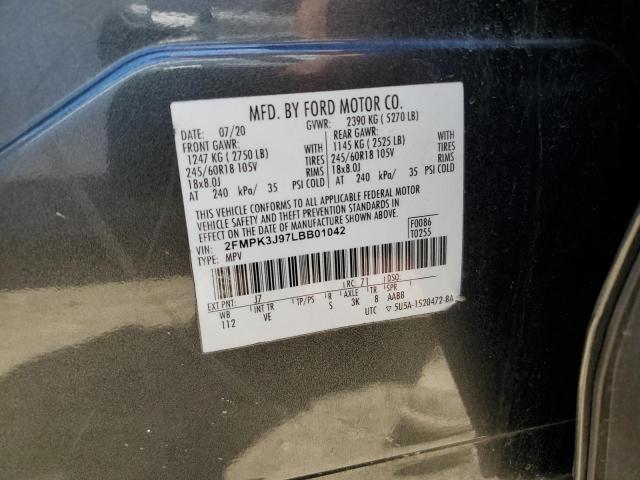 MFD. BY FORD MOTOR CO.
DATE: 07/20 GVWR: 2390 KG ( 5270 LB)
FRONT GAWR: REAR GAWR:
1247 KG ( 2750 LB) WITH 1145 KG ( 2525 LB) WITH
245/60R18 105V TIRES 245/60R18 105V TIRES
18x8.0J RIMS 18x8.0J RIMS
AT 240 kPa/ 35 PSI COLD AT 240 kPa/ 35 PSI COLD
THIS VEHICLE CONFORMS TO ALL APPLICABLE FEDERAL MOTOR
VEHICLE SAFETY AND THEFT PREVENTION STANDARDS IN EFFECT
ON THE DATE OF MANUFACTURE SHOWN ABOVE.
VIN: 2FMPK3J97LBB01042 F0086
TYPE: MPV T0255
EXT PNT: J7 RC: 71 DSO:
WB INT TR TP/PS R AXLE TR SPR
112 VE S 3K 8 AABB
UTC ▽ 5U5A-1520472-BA